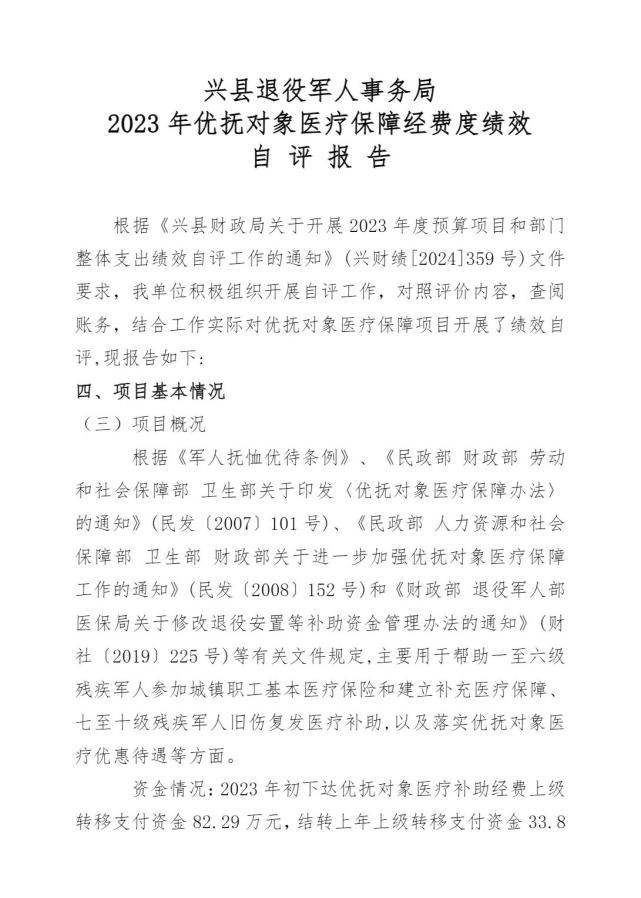 兴县退役军人事务局
2023 年优抚对象医疗保障经费度绩效
自 评 报 告
根据《兴县财政局关于开展 2023 年度预算项目和部门
整体支出绩效自评工作的通知》(兴财绩[2024]359 号)文件
要求，我单位积极组织开展自评工作，对照评价内容，查阅
账务，结合工作实际对优抚对象医疗保障项目开展了绩效自
评,现报告如下:
四、项目基本情况
（三）项目概况
根据《军人抚恤优待条例》、《民政部 财政部 劳动
和社会保障部 卫生部关于印发〈优抚对象医疗保障办法〉
的通知》(民发〔2007〕101 号)、《民政部 人力资源和社会
保障部 卫生部 财政部关于进一步加强优抚对象医疗保障
工作的通知》(民发〔2008〕152 号)和《财政部 退役军人部
医保局关于修改退役安置等补助资金管理办法的通知》(财
社〔2019〕225 号)等有关文件规定,主要用于帮助一至六级
残疾军人参加城镇职工基本医疗保险和建立补充医疗保障、
七至十级残疾军人旧伤复发医疗补助,以及落实优抚对象医
疗优惠待遇等方面。
资金情况:2023 年初下达优抚对象医疗补助经费上级
转移支付资金 82.29 万元，结转上年上级转移支付资金 33.8